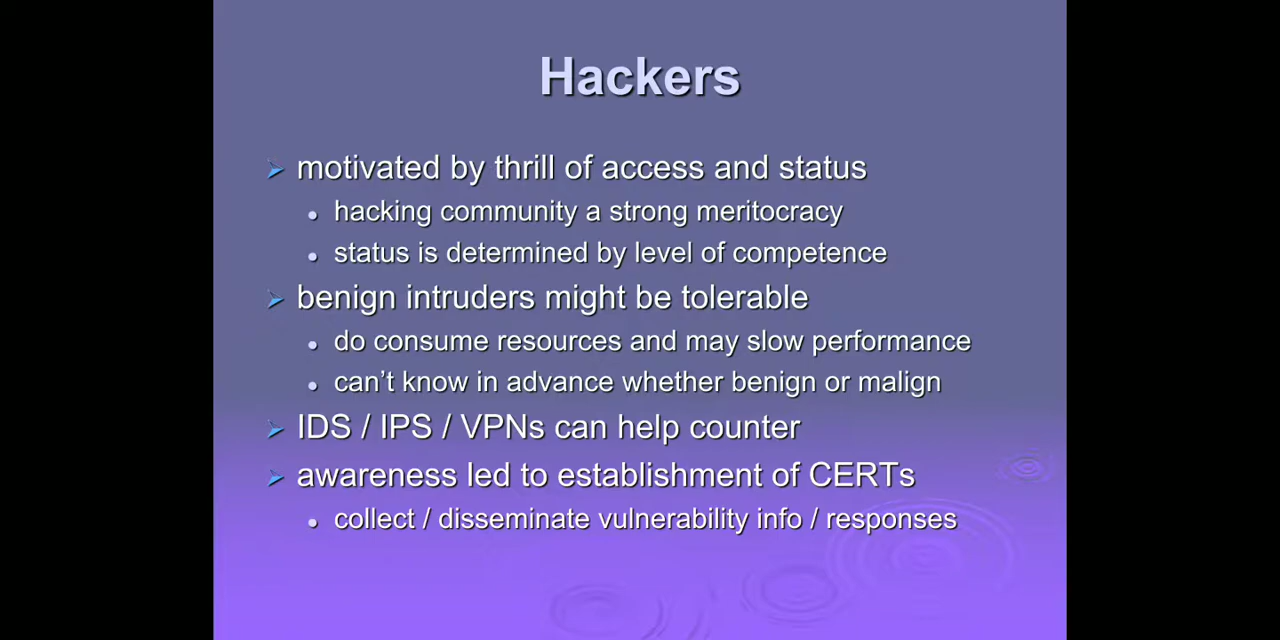 Hackers
motivated by thrill of access and status
hacking community a strong meritocracy
status is determined by level of competence
benign intruders might be tolerable
do consume resources and may slow performance
can't know in advance whether benign or malign
IDS / IPS / VPNs can help counter
awareness led to establishment of CERTs
collect / disseminate vulnerability info / responses